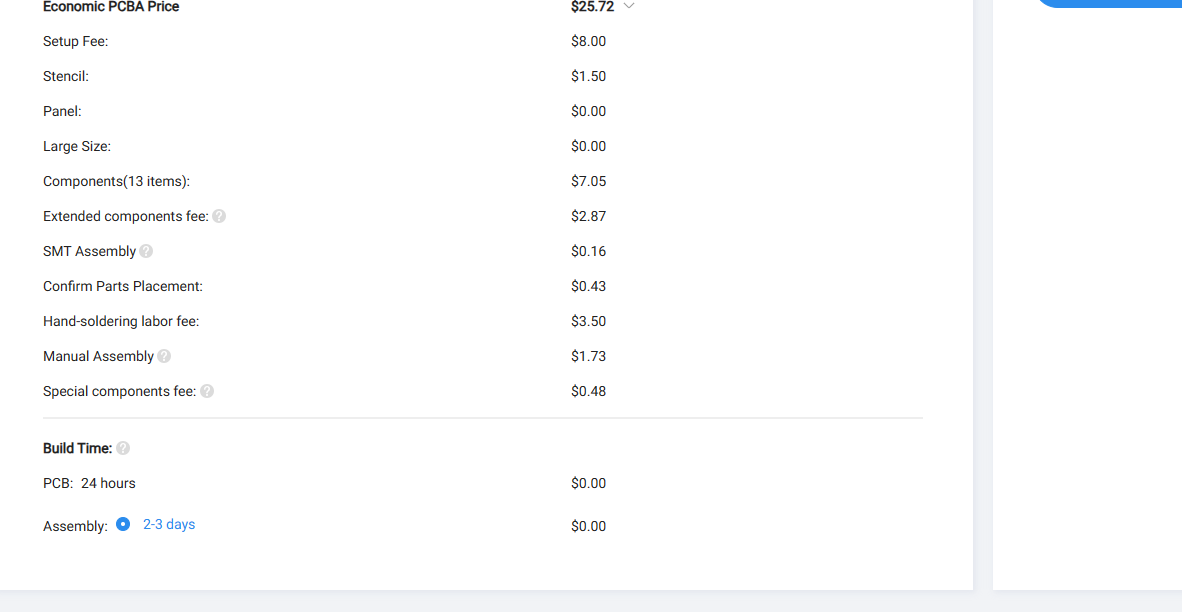 Economic PCBA Price $25.72
Setup Fee: $8.00
Stencil: $1.50
Panel: $0.00
Large Size: $0.00
Components(13 items): $7.05
Extended components fee: ? $2.87
SMT Assembly ? $0.16
Confirm Parts Placement: $0.43
Hand-soldering labor fee: $3.50
Manual Assembly ? $1.73
Special components fee: ? $0.48
Build Time: ?
PCB: 24 hours $0.00
Assembly: 2-3 days $0.00